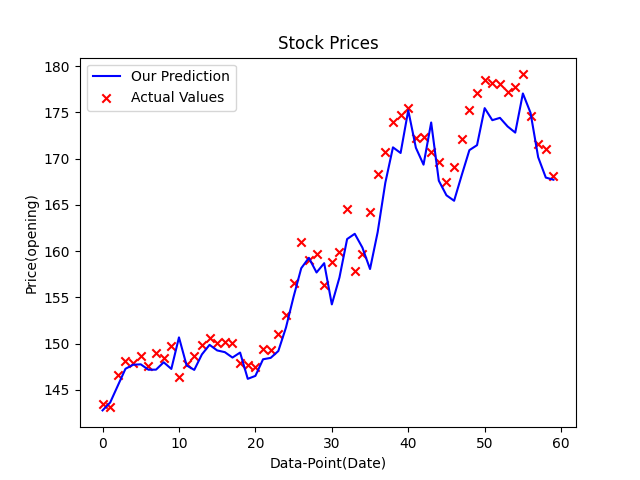 Stock Prices
Our Prediction
Actual Values
Price(opening)
180
175
170
165
160
155
150
145
0 10 20 30 40 50 60
Data-Point(Date)